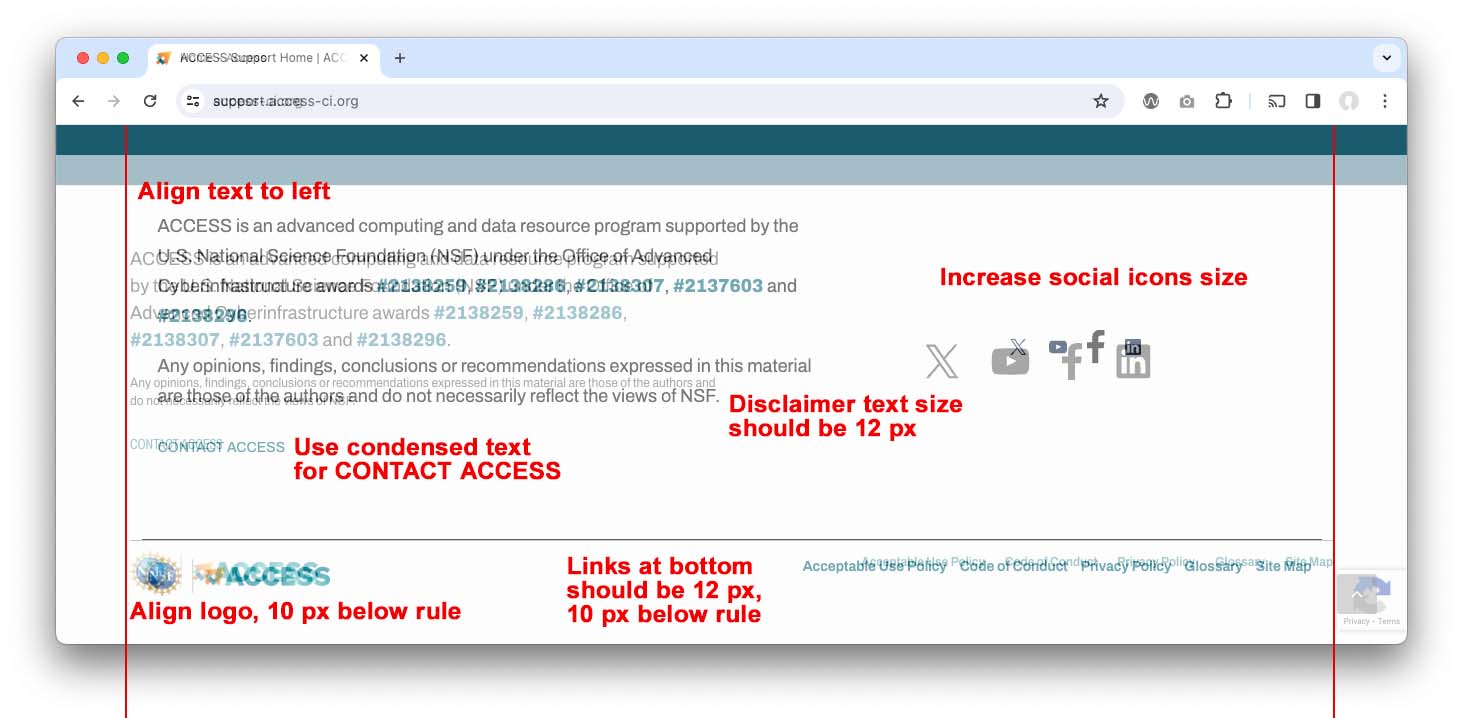 ACCESS Support Home | ACC
support.access-ci.org
Align text to left
ACCESS is an advanced computing and data resource program supported by the
U.S. National Science Foundation (NSF) under the Office of Advanced
ACCESS is an advanced computing and data resource program supported
Cyberinfrastructure awards #2138259, #2138286, #2138307, #2137603 and
by the U.S. National Science Foundation (NSF) under the Office of
#2138296.
Advanced Cyberinfrastructure awards #2138259, #2138286,
#2138307, #2137603 and #2138296.
Increase social icons size
Any opinions, findings, conclusions or recommendations expressed in this material
Any opinions, findings, conclusions or recommendations expressed in this material are those of the authors and
are those of the authors and do not necessarily reflect the views of NSF.
do not necessarily reflect the views of NSF.
Disclaimer text size
should be 12 px
CONTACT ACCESS
CONTACT ACCESS
Use condensed text
for CONTACT ACCESS
NSF
ACCESS
ACCESS
Align logo, 10 px below rule
Links at bottom
should be 12 px,
10 px below rule
Acceptable Use Policy Code of Conduct Privacy Policy Glossary Site Map
Acceptable Use Policy Code of Conduct Privacy Policy Glossary Site Map
Privacy - Terms